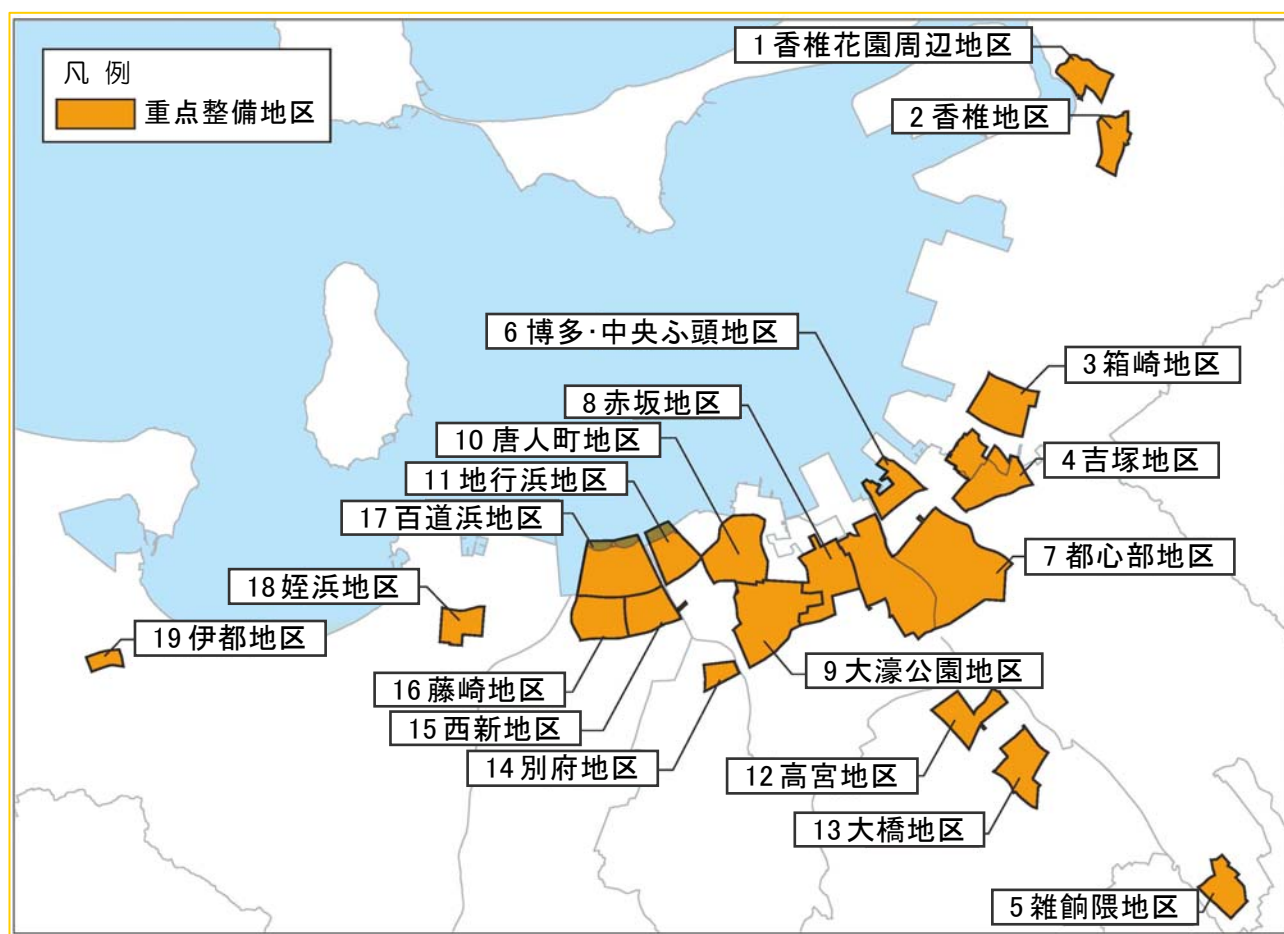 凡 例
重点整備地区
1 香椎花園周辺地区
2 香椎地区
6 博多･中央ふ頭地区
3 箱崎地区
8 赤坂地区
10 唐人町地区
4 吉塚地区
11 地行浜地区
17 百道浜地区
7 都心部地区
18 姪浜地区
19 伊都地区
9 大濠公園地区
16 藤崎地区
15 西新地区
14 別府地区
12 高宮地区
13 大橋地区
5 雑餉隈地区